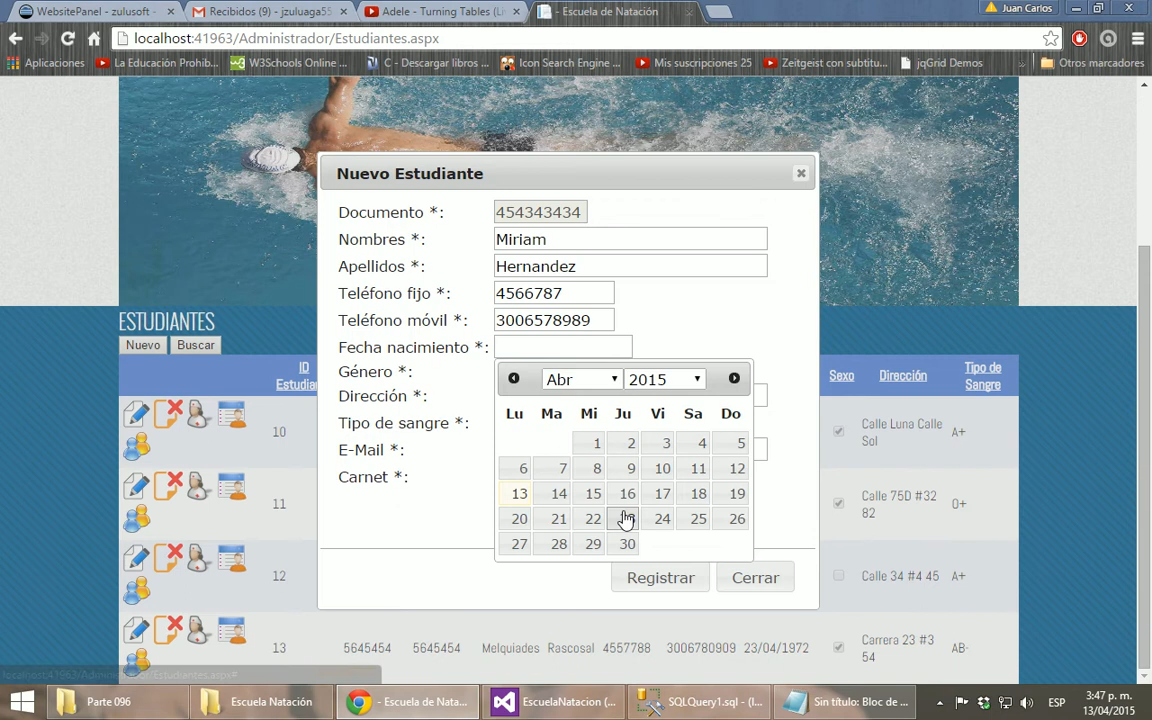 WebsitePanel - zulusoft - × Recibidos (9) - jzuluaga55 × Adele - Turning Tables (Li × - Escuela de Natación × Juan Carlos
localhost:41963/Administrador/Estudiantes.aspx
Aplicaciones La Educación Prohib... W3Schools Online ... C - Descargar libros ... Icon Search Engine ... Mis suscripciones 25 Zeitgeist con subtitu... jqGrid Demos » Otros marcadores
Nuevo Estudiante
Documento *: 454343434
Nombres *: Miriam
Apellidos *: Hernandez
Teléfono fijo *: 4566787
Teléfono móvil *: 3006578989
Fecha nacimiento *:
Género *:
Dirección *:
Tipo de sangre *:
E-Mail *:
Carnet *:
Abr 2015
Lu Ma Mi Ju Vi Sa Do
1 2 3 4 5
6 7 8 9 10 11 12
13 14 15 16 17 18 19
20 21 22 24 25 26
27 28 29 30
Registrar Cerrar
ESTUDIANTES
Nuevo Buscar
ID Sexo Dirección Tipo de
Sangre
10 Calle Luna Calle
Sol A+
11 Calle 75D #32
82 O+
12 Calle 34 #4 45 A+
13 5645454 5645454 Melquiades Rascosal 4557788 3006780909 23/04/1972 Carrera 23 #3
54 AB-
localhost:41963/Administrador/Estudiantes.aspx#
Parte 096 Escuela Natación - Escuela de Nata... EscuelaNatacion (... SQLQuery1.sql - (l... Sin título: Bloc de ... ESP 3:47 p. m.
13/04/2015